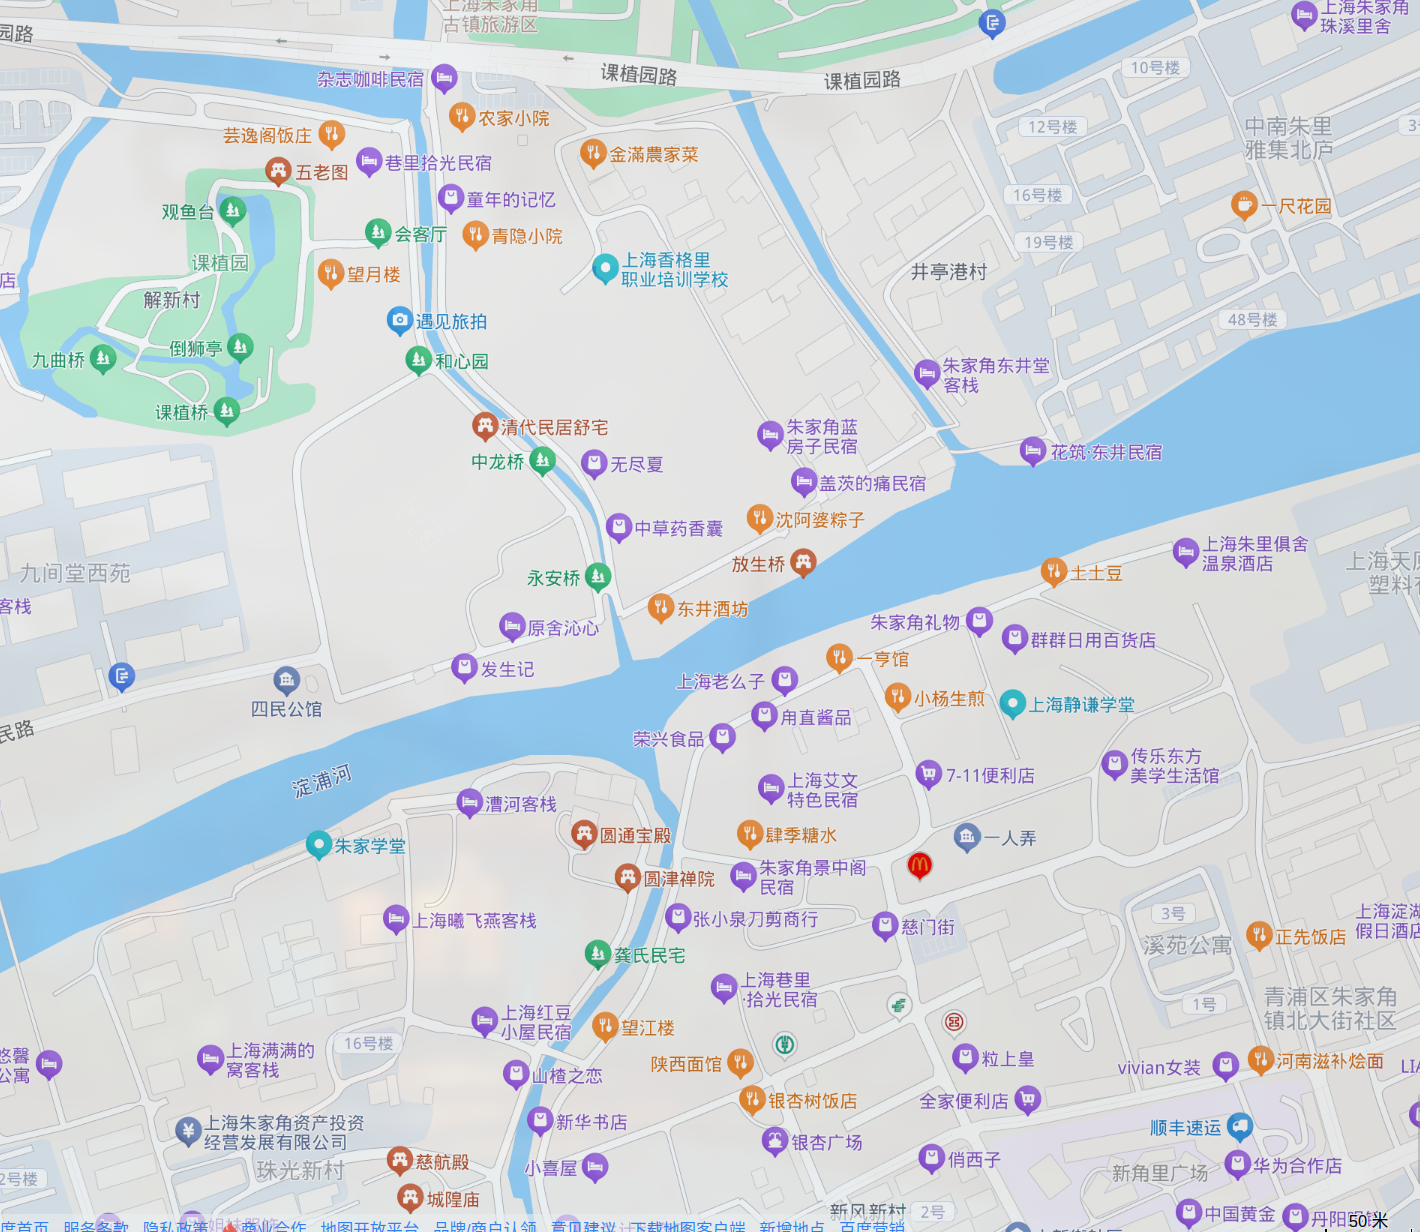 上海朱家角
古镇旅游区
上海朱家角
珠溪里舍
园路
课植园路
课植园路
10号楼
杂志咖啡民宿
农家小院
12号楼
中南朱里
雅集北庐
芸逸阁饭庄
巷里拾光民宿
金满農家菜
五老图
童年的记忆
16号楼
一尺花园
观鱼台
会客厅
青隐小院
19号楼
课植园
望月楼
上海香格里
职业培训学校
井亭港村
店
解新村
遇见旅拍
48号楼
倒狮亭
九曲桥
和心园
朱家角东井堂
客栈
课植桥
清代民居舒宅
朱家角蓝
房子民宿
花筑·东井民宿
中龙桥
无尽夏
盖茨的痛民宿
中草药香囊
沈阿婆粽子
上海朱里俱舍
温泉酒店
九间堂西苑
永安桥
放生桥
土土豆
客栈
东井酒坊
原舍沁心
朱家角礼物
群群日用百货店
发生记
一亨馆
四民公馆
上海老么子
小杨生煎
上海静谦学堂
民路
甪直酱品
荣兴食品
淀浦河
上海艾文
特色民宿
7-11便利店
传乐东方
美学生活馆
漕河客栈
圆通宝殿
肆季糖水
一人弄
朱家学堂
圆津禅院
朱家角景中阁
民宿
上海曦飞燕客栈
张小泉刀剪商行
慈门街
3号
溪苑公寓
正先饭店
上海淀湖
假日酒店
龚氏民宅
上海巷里
·拾光民宿
1号
青浦区朱家角
镇北大街社区
上海红豆
小屋民宿
望江楼
16号楼
上海满满的
窝客栈
悠馨
公寓
陕西面馆
粒上皇
vivian女装
河南滋补烩面
山楂之恋
银杏树饭店
全家便利店
上海朱家角资产投资
经营发展有限公司
新华书店
银杏广场
顺丰速运
珠光新村
慈航殿
小喜屋
俏西子
新角里广场
华为合作店
2号楼
城隍庙
新风新村
2号
中国黄金
50 米
度首页 服务条款 隐私政策 商业合作 地图开放平台 品牌/商户认领 意见建议 下载地图客户端 新增地点 百度营销